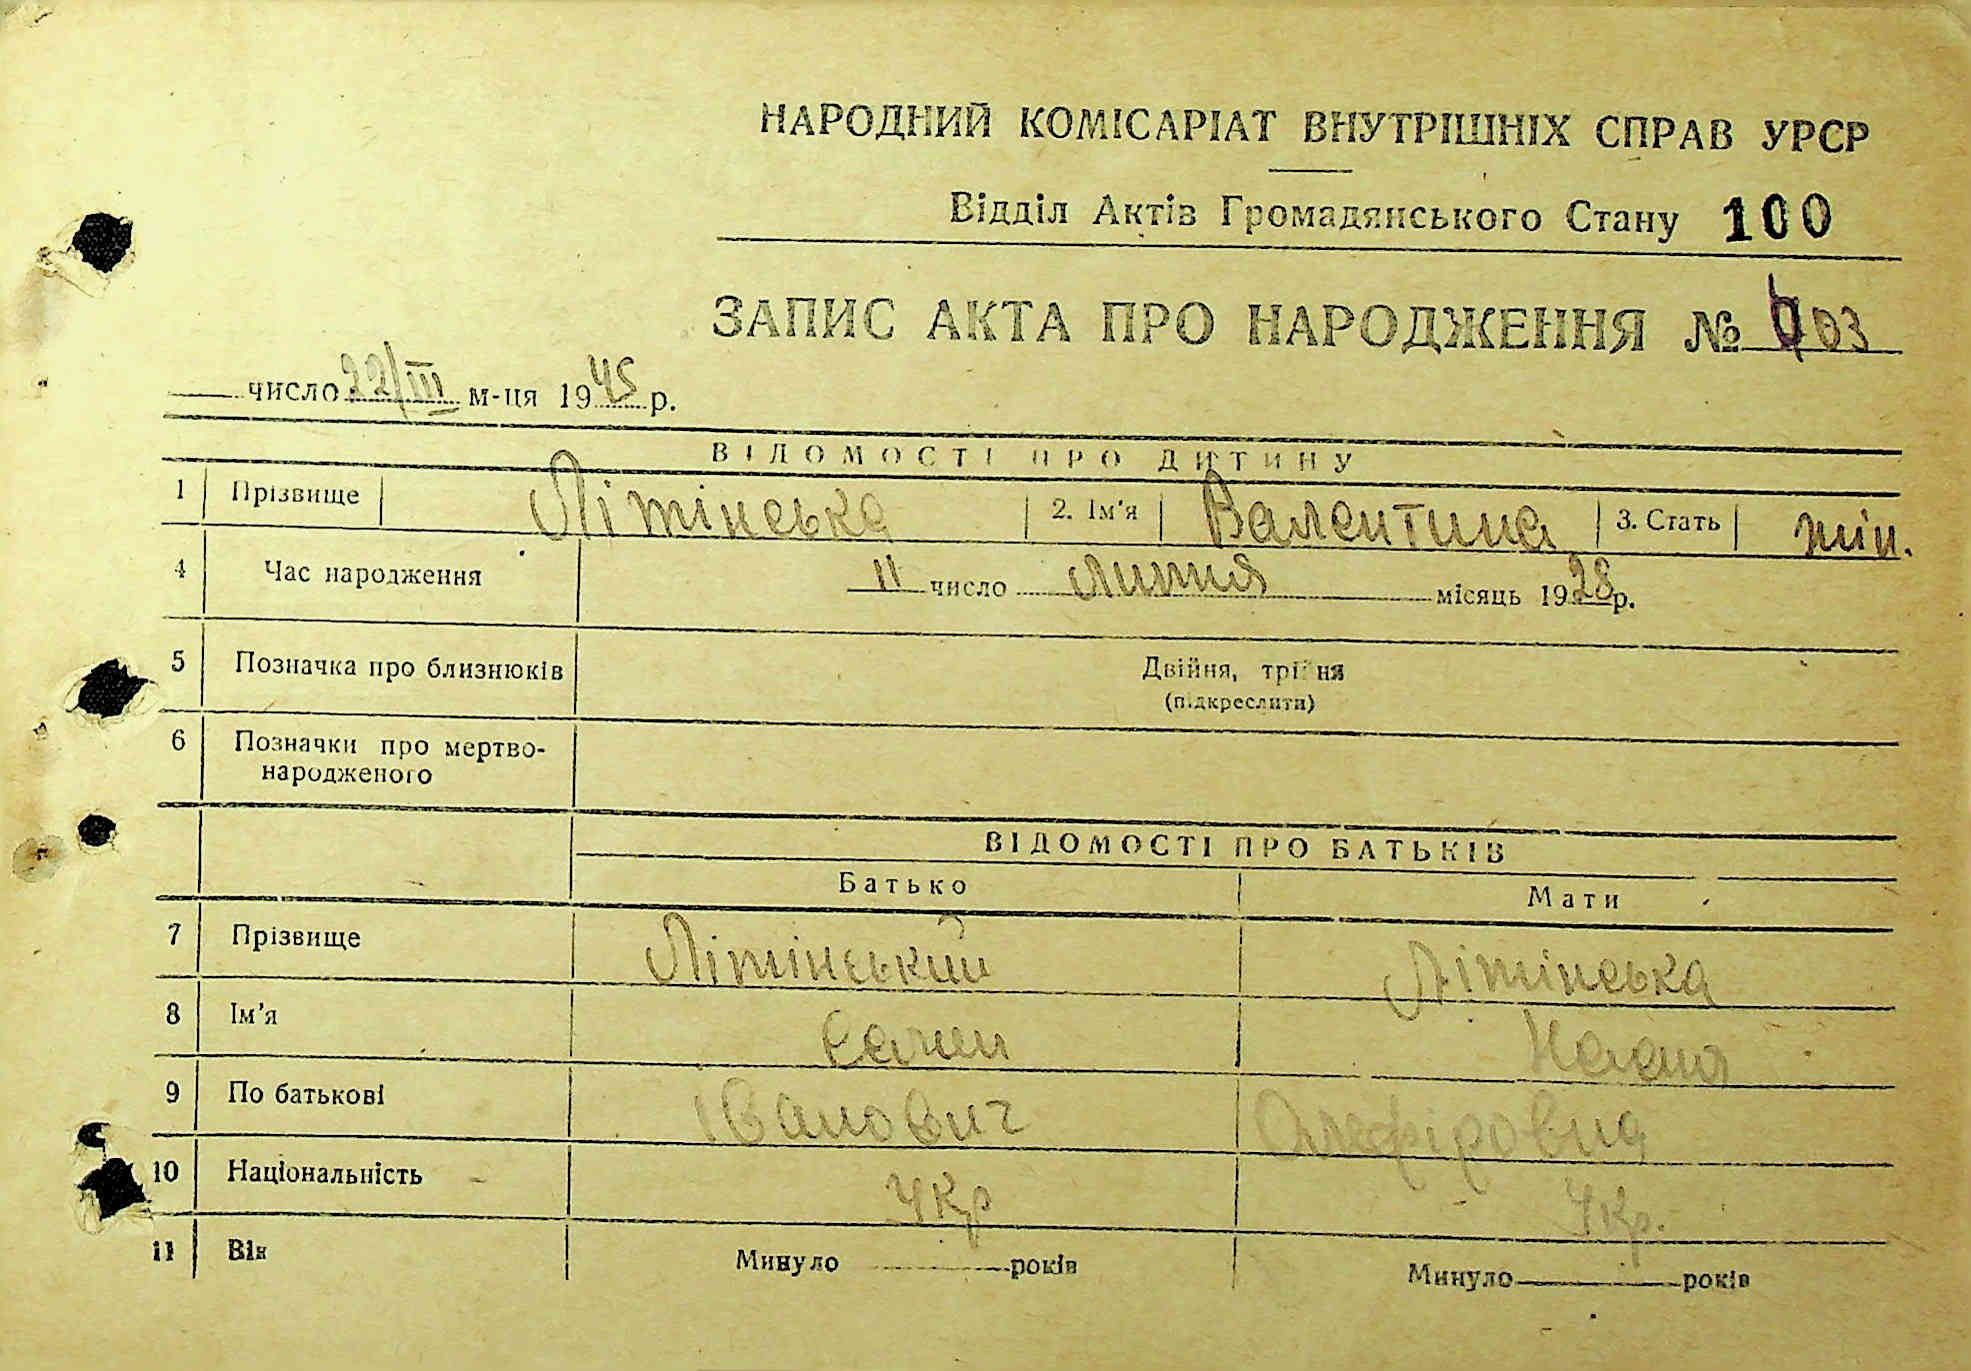 НАРОДНИЙ КОМІСАРІАТ ВНУТРІШНІХ СПРАВ УРСР
Відділ Актів Громадянського Стану 100
ЗАПИС АКТА ПРО НАРОДЖЕННЯ № 03
число 22/III м-ця 1945 р.
ВІДОМОСТІ ПРО ДИТИНУ
1 Прізвище Літінська 2. Ім'я Валентина 3. Стать жін.
4 Час народження 11 число липня місяць 1928 р.
5 Позначка про близнюків Двійня, трійня
(підкреслити)
6 Позначки про мертво-
народженого
ВІДОМОСТІ ПРО БАТЬКІВ
Батько Мати
7 Прізвище Літінський Літінська
8 Ім'я
9 По батькові Іванович Олефіровна
10 Національність Укр Укр.
11 Вік Минуло років Минуло років